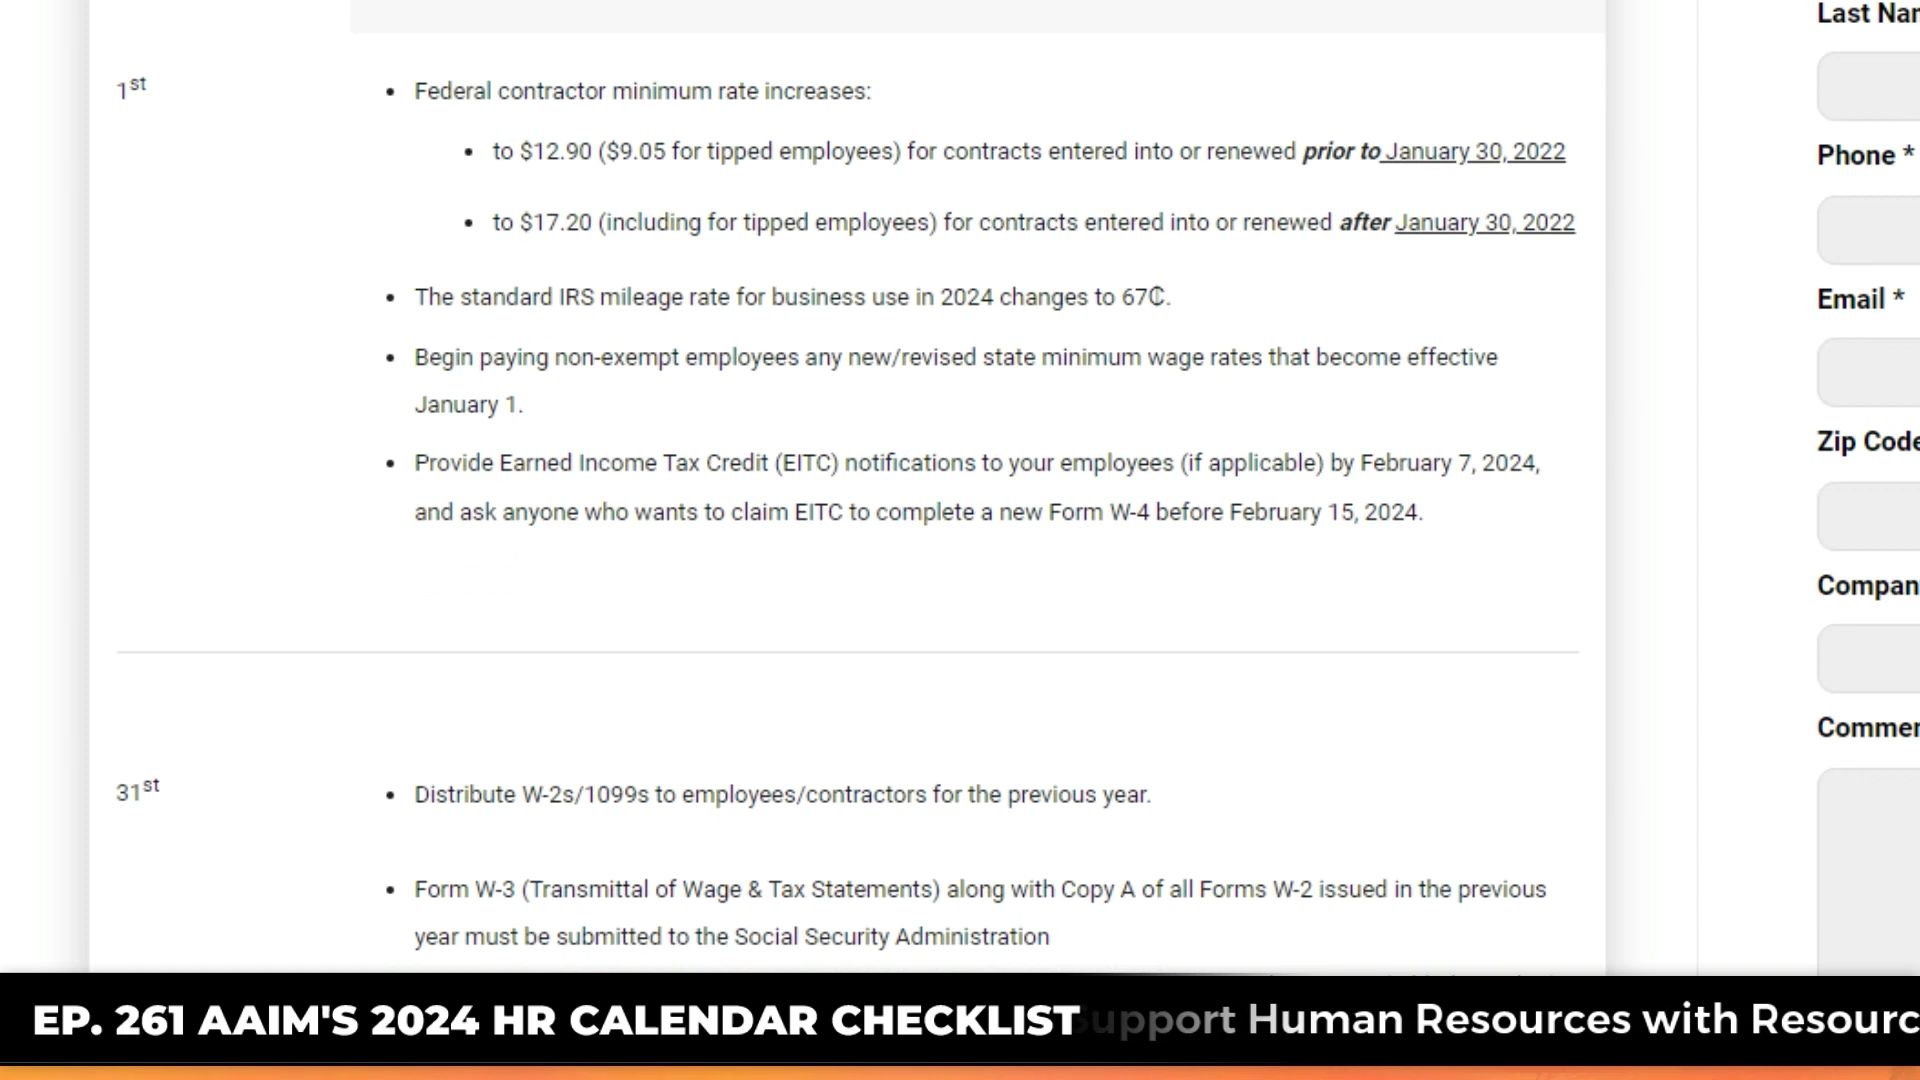 1st
• Federal contractor minimum rate increases:
• to $12.90 ($9.05 for tipped employees) for contracts entered into or renewed prior to January 30, 2022
• to $17.20 (including for tipped employees) for contracts entered into or renewed after January 30, 2022
• The standard IRS mileage rate for business use in 2024 changes to 67₵.
• Begin paying non-exempt employees any new/revised state minimum wage rates that become effective
January 1.
• Provide Earned Income Tax Credit (EITC) notifications to your employees (if applicable) by February 7, 2024,
and ask anyone who wants to claim EITC to complete a new Form W-4 before February 15, 2024.
31st
• Distribute W-2s/1099s to employees/contractors for the previous year.
• Form W-3 (Transmittal of Wage & Tax Statements) along with Copy A of all Forms W-2 issued in the previous
year must be submitted to the Social Security Administration
Last Nam
Phone *
Email *
Zip Code
Company
Commen
EP. 261 AAIM'S 2024 HR CALENDAR CHECKLIST
upport Human Resources with Resourc